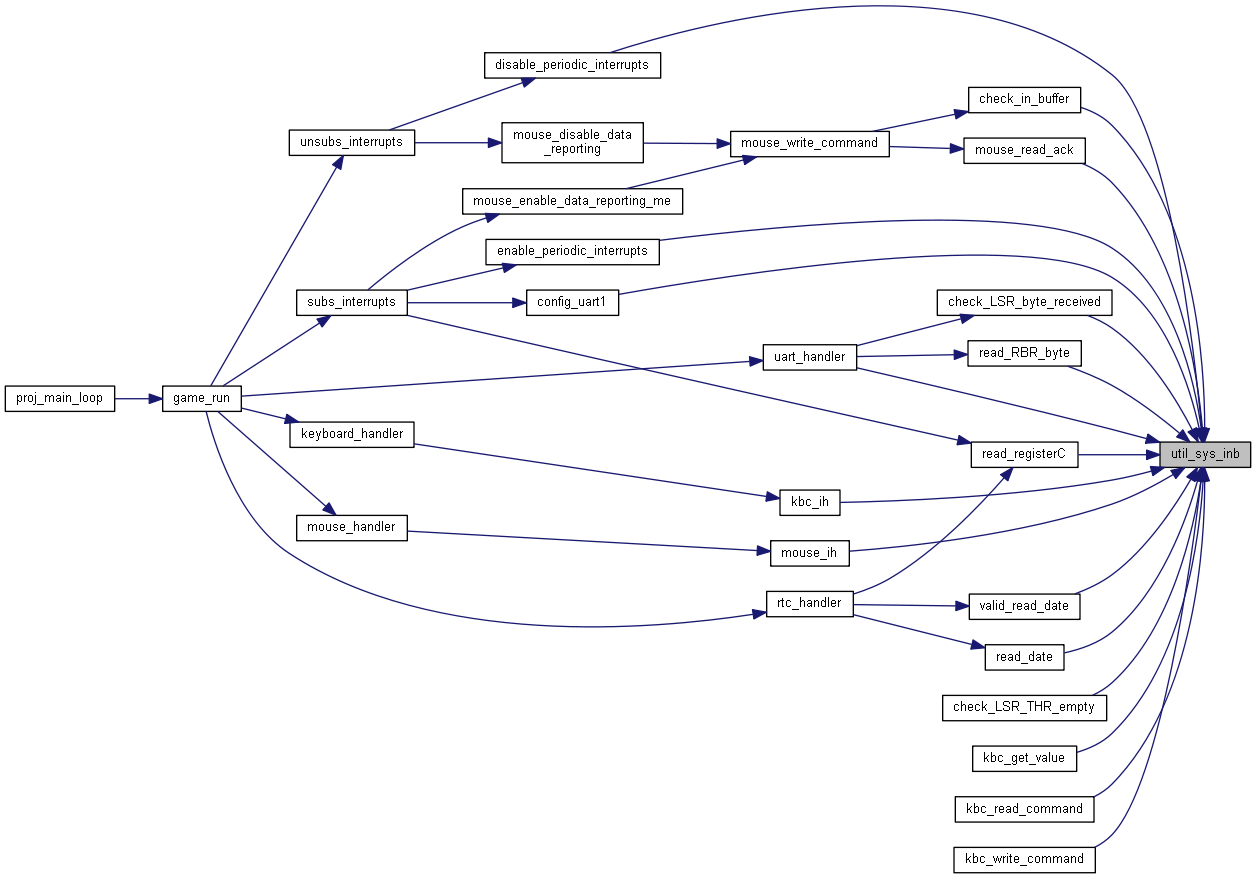 disable_periodic_interrupts
check_in_buffer
unsubs_interrupts
mouse_disable_data
_reporting
mouse_write_command
mouse_read_ack
mouse_enable_data_reporting_me
enable_periodic_interrupts
subs_interrupts
config_uart1
check_LSR_byte_received
uart_handler
read_RBR_byte
proj_main_loop
game_run
keyboard_handler
read_registerC
util_sys_inb
kbc_ih
mouse_handler
mouse_ih
rtc_handler
valid_read_date
read_date
check_LSR_THR_empty
kbc_get_value
kbc_read_command
kbc_write_command